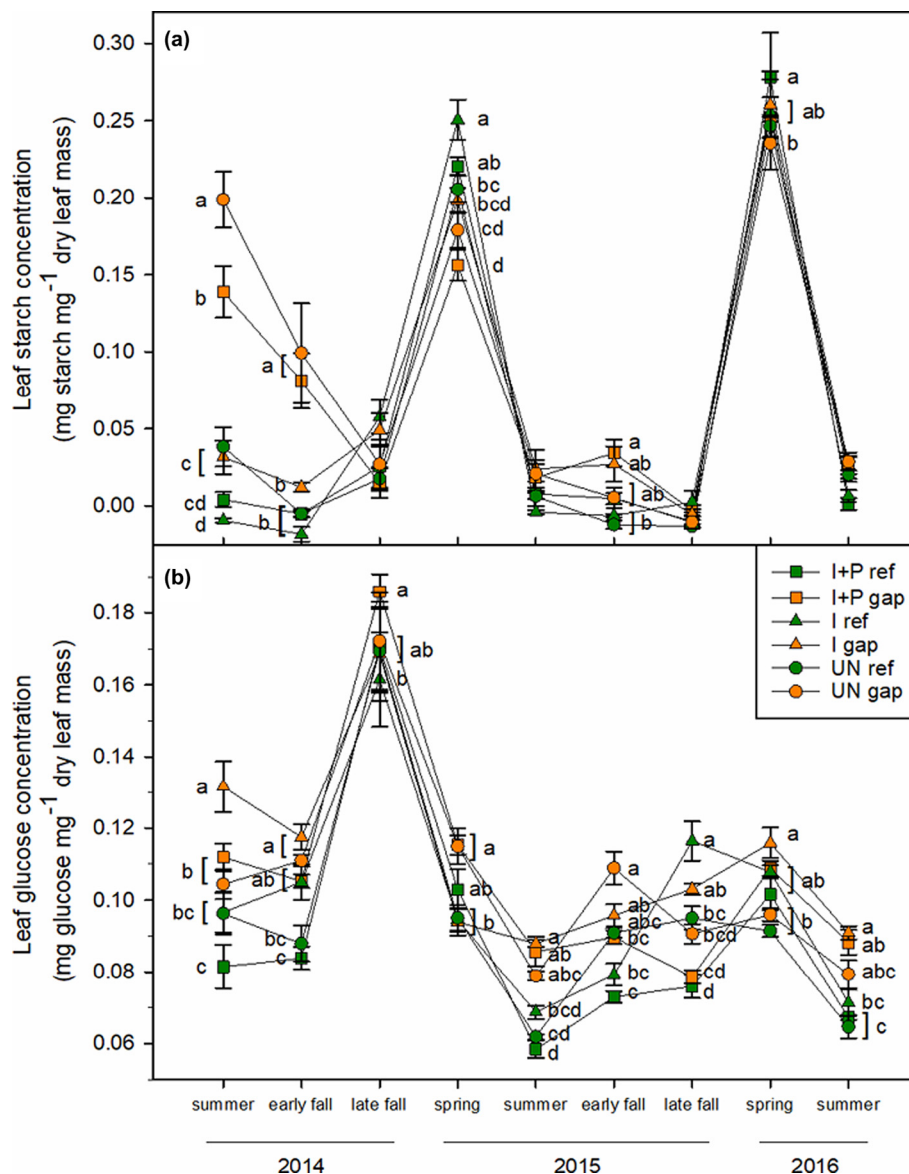 (a)
Leaf starch concentration
(mg starch mg⁻¹ dry leaf mass)
0.30
0.25
0.20
0.15
0.10
0.05
0.00
a
b
c
cd
d
a
b
b
a
ab
bc
bcd
cd
d
a
ab
ab
b
a
ab
b
(b)
Leaf glucose concentration
(mg glucose mg⁻¹ dry leaf mass)
0.18
0.16
0.14
0.12
0.10
0.08
0.06
a
b
bc
c
a
ab
bc
c
a
ab
b
a
ab
b
a
ab
abc
bcd
cd
d
a
ab
abc
bc
bc
c
a
ab
bc
bcd
cd
d
a
ab
b
a
ab
abc
bc
c
I+P ref
I+P gap
I ref
I gap
UN ref
UN gap
summer early fall late fall spring summer early fall late fall spring summer
2014 2015 2016